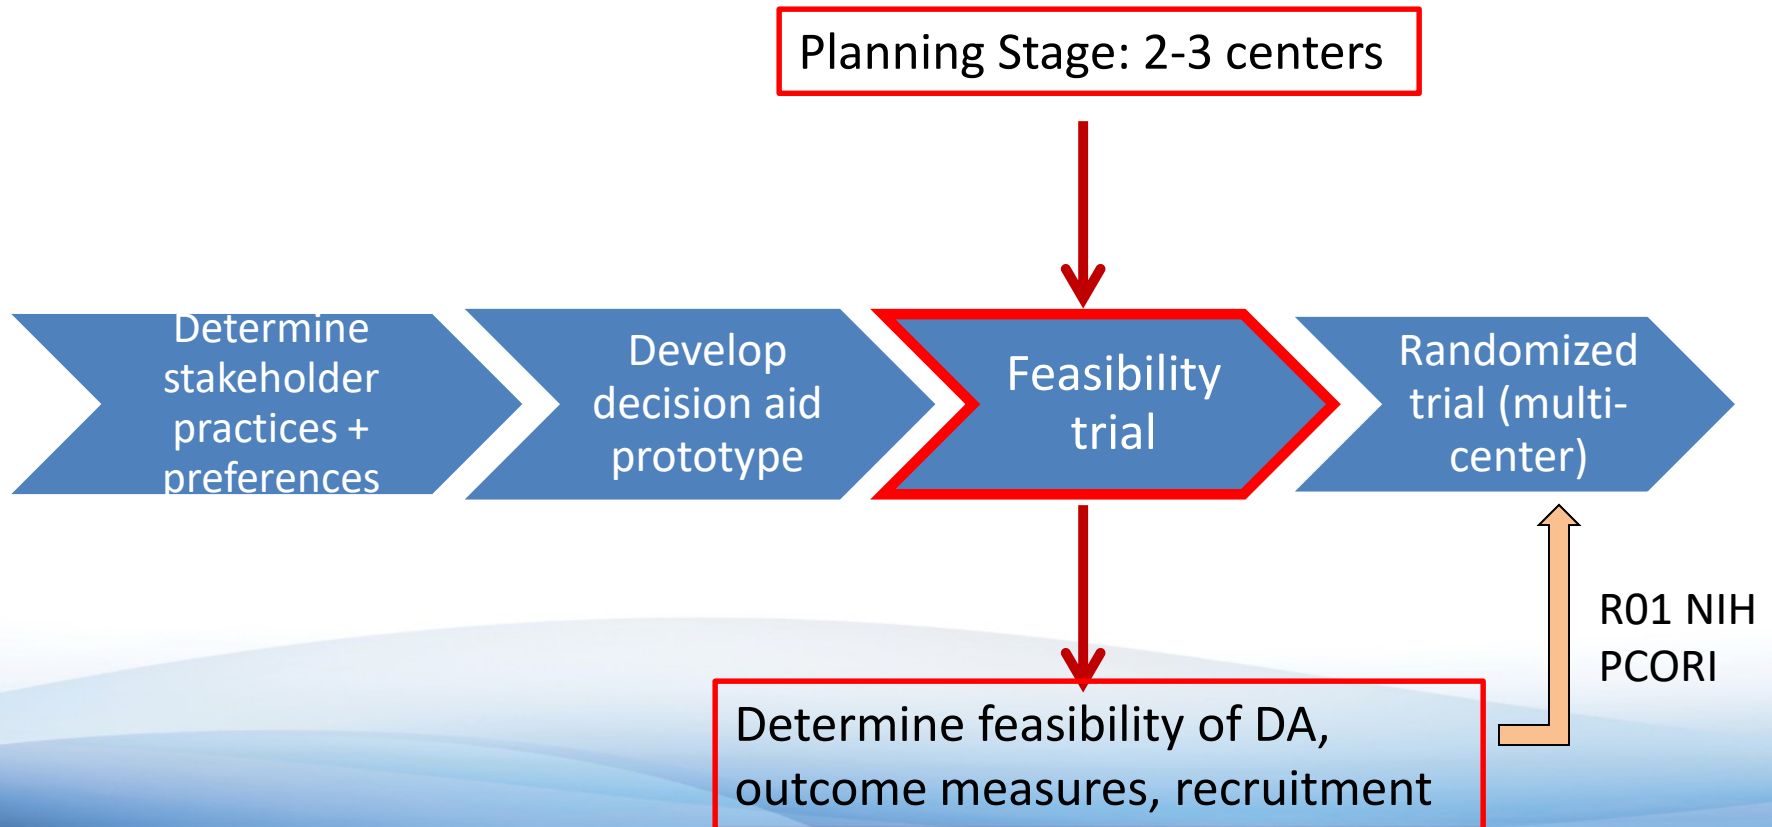 Planning Stage: 2-3 centers
Determine
stakeholder
practices +
preferences
Develop
decision aid
prototype
Feasibility
trial
Randomized
trial (multi-
center)
R01 NIH
PCORI
Determine feasibility of DA,
outcome measures, recruitment